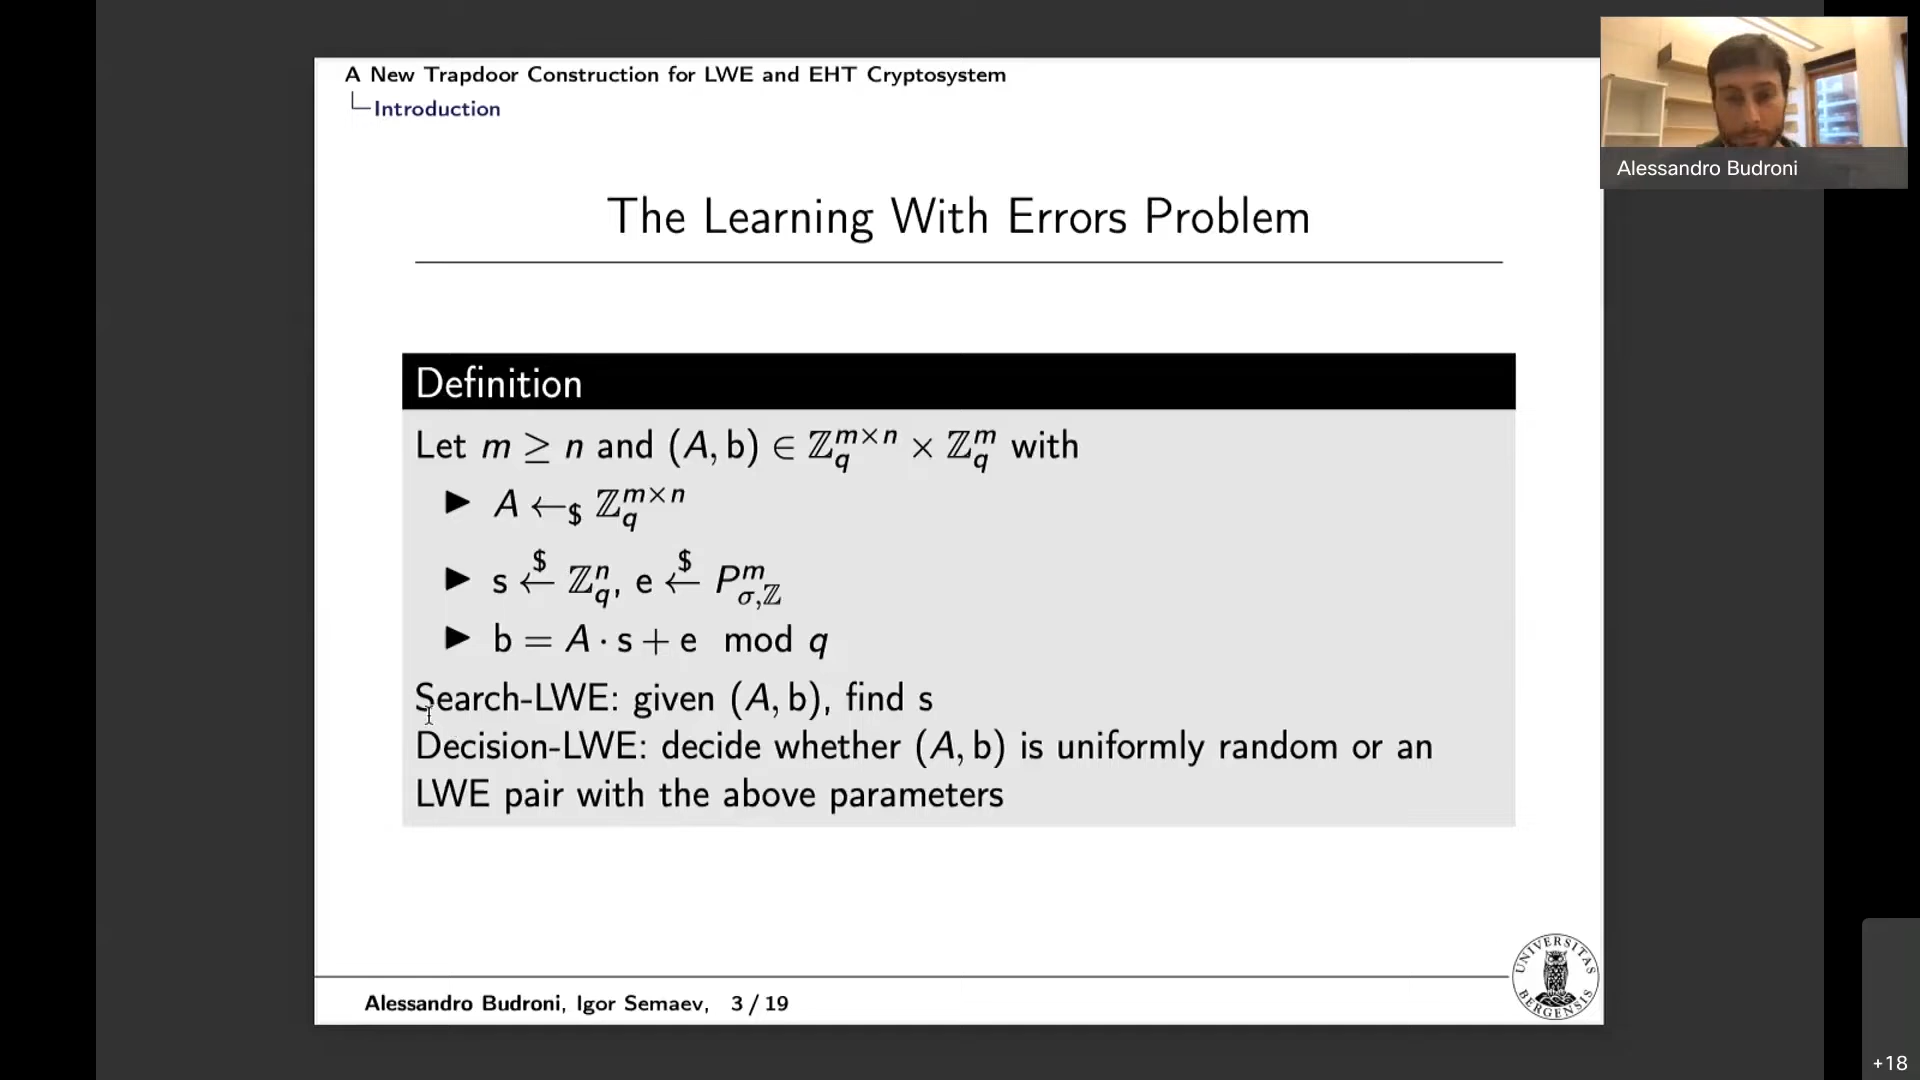 A New Trapdoor Construction for LWE and EHT Cryptosystem
Introduction
Alessandro Budroni
The Learning With Errors Problem
Definition
Let m ≥ n and (A, b) ∈ ℤ_q^{m×n} × ℤ_q^m with
▶ A ←_$ ℤ_q^{m×n}
▶ s ←^$ ℤ_q^n, e ←^$ P_{σ,ℤ}^m
▶ b = A · s + e mod q
Search-LWE: given (A, b), find s
Decision-LWE: decide whether (A, b) is uniformly random or an
LWE pair with the above parameters
UNIVERSITAS
BERGENSIS
Alessandro Budroni, Igor Semaev, 3 / 19
+18